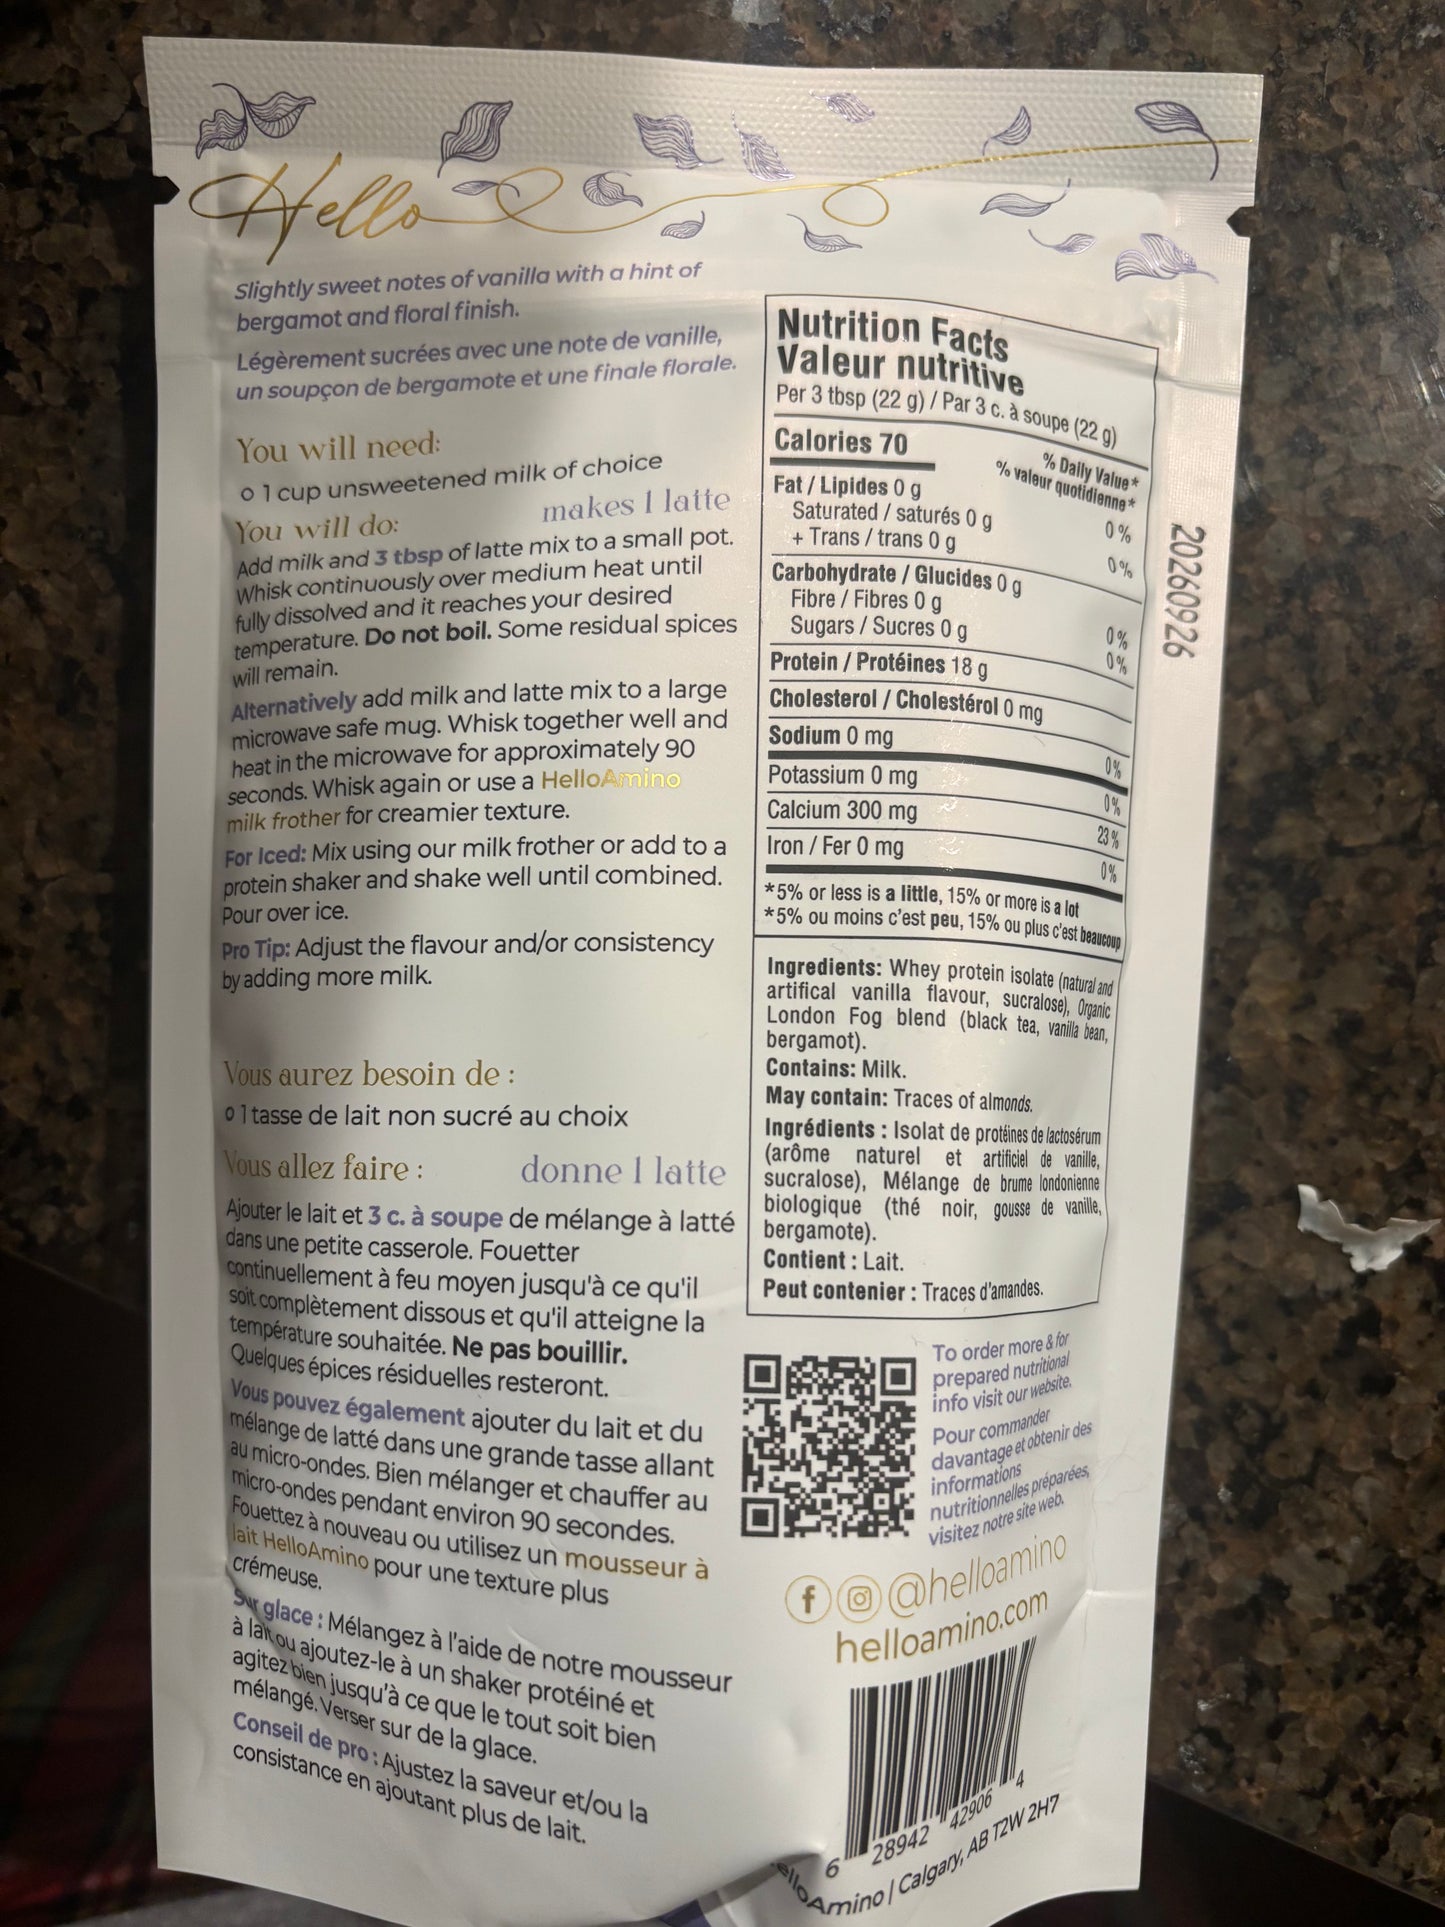 Hello
Slightly sweet notes of vanilla with a hint of
bergamot and floral finish.
Légèrement sucrées avec une note de vanille,
un soupçon de bergamote et une finale florale.
You will need:
o 1 cup unsweetened milk of choice
makes 1 latte
You will do:
Add milk and 3 tbsp of latte mix to a small pot.
Whisk continuously over medium heat until
fully dissolved and it reaches your desired
temperature. Do not boil. Some residual spices
will remain.
Alternatively add milk and latte mix to a large
microwave safe mug. Whisk together well and
heat in the microwave for approximately 90
seconds. Whisk again or use a HelloAmino
milk frother for creamier texture.
For Iced: Mix using our milk frother or add to a
protein shaker and shake well until combined.
Pour over ice.
Pro Tip: Adjust the flavour and/or consistency
by adding more milk.
Vous aurez besoin de :
o 1 tasse de lait non sucré au choix
Vous allez faire :
donne 1 latte
Ajouter le lait et 3 c. à soupe de mélange à latté
dans une petite casserole. Fouetter
continuellement à feu moyen jusqu'à ce qu'il
soit complètement dissous et qu'il atteigne la
température souhaitée. Ne pas bouillir.
Quelques épices résiduelles resteront.
Vous pouvez également ajouter du lait et du
mélange de latté dans une grande tasse allant
au micro-ondes. Bien mélanger et chauffer au
micro-ondes pendant environ 90 secondes.
Fouettez à nouveau ou utilisez un mousseur à
lait HelloAmino pour une texture plus
crémeuse.
Sur glace : Mélangez à l'aide de notre mousseur
à lait ou ajoutez-le à un shaker protéiné et
agitez bien jusqu'à ce que le tout soit bien
mélangé. Verser sur de la glace.
Conseil de pro : Ajustez la saveur et/ou la
consistance en ajoutant plus de lait.
Nutrition Facts
Valeur nutritive
Per 3 tbsp (22 g) / Par 3 c. à soupe (22 g)
Calories 70
% Daily Value*
% valeur quotidienne*
Fat / Lipides 0 g 0 %
Saturated / saturés 0 g
+ Trans / trans 0 g 0 %
Carbohydrate / Glucides 0 g
Fibre / Fibres 0 g 0 %
Sugars / Sucres 0 g 0 %
Protein / Protéines 18 g
Cholesterol / Cholestérol 0 mg
Sodium 0 mg 0 %
Potassium 0 mg 0 %
Calcium 300 mg 23 %
Iron / Fer 0 mg 0 %
*5% or less is a little, 15% or more is a lot
*5% ou moins c'est peu, 15% ou plus c'est beaucoup
Ingredients: Whey protein isolate (natural and
artifical vanilla flavour, sucralose), Organic
London Fog blend (black tea, vanilla bean,
bergamot).
Contains: Milk.
May contain: Traces of almonds.
Ingrédients : Isolat de protéines de lactosérum
(arôme naturel et artificiel de vanille,
sucralose), Mélange de brume londonienne
biologique (thé noir, gousse de vanille,
bergamote).
Contient : Lait.
Peut contenier : Traces d'amandes.
20260926
To order more & for
prepared nutritional
info visit our website.
Pour commander
davantage et obtenir des
informations
nutritionnelles préparées,
visitez notre site web.
@helloamino
helloamino.com
6 28942 42906 4
elloAmino | Calgary, AB T2W 2H7